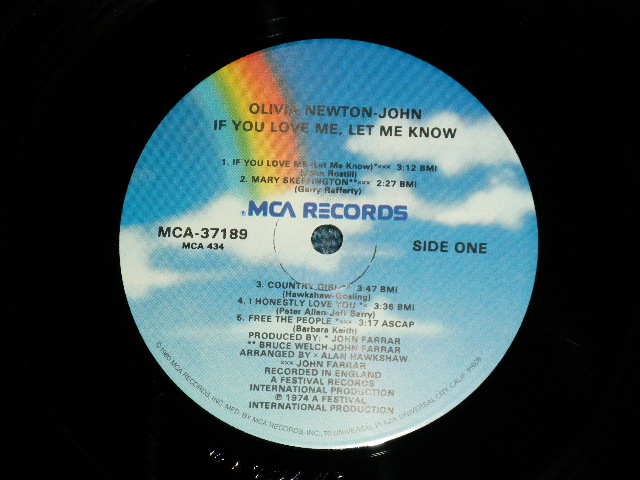 OLIVIA NEWTON-JOHN
IF YOU LOVE ME, LET ME KNOW
1. IF YOU LOVE ME (Let Me Know)*××× 3:12 BMI
(John Rostill)
2. MARY SKEFFINGTON**××× 2:27 BMI
(Gerry Rafferty)
®MCA RECORDS
MCA-37189
MCA 434
SIDE ONE
3. COUNTRY GIRL *× 3:47 BMI
(Hawkshaw-Gosling)
4. I HONESTLY LOVE YOU *× 3:36 BMI
(Peter Allen-Jeff Barry)
5. FREE THE PEOPLE *××× 3:17 ASCAP
(Barbara Keith)
PRODUCED BY: * JOHN FARRAR
** BRUCE WELCH-JOHN FARRAR
ARRANGED BY × ALAN HAWKSHAW
××× JOHN FARRAR
RECORDED IN ENGLAND
A FESTIVAL RECORDS
INTERNATIONAL PRODUCTION
℗ 1974 A FESTIVAL
INTERNATIONAL PRODUCTION
© 1980 MCA RECORDS, INC. MFD. BY MCA RECORDS, INC., 70 UNIVERSAL PLAZA, UNIVERSAL CITY, CALIF. 91608